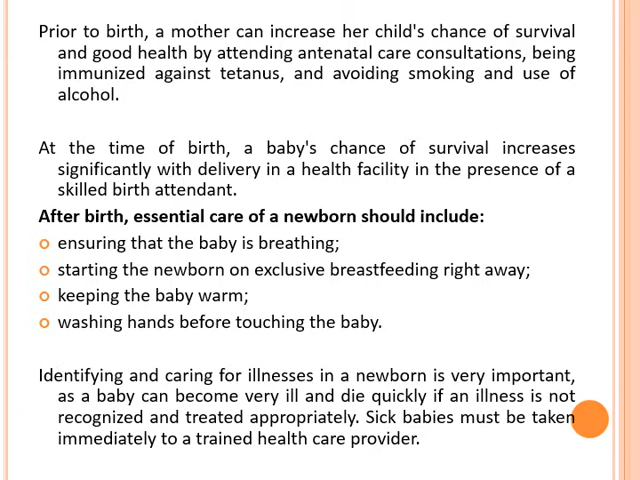 Prior to birth, a mother can increase her child's chance of survival
and good health by attending antenatal care consultations, being
immunized against tetanus, and avoiding smoking and use of
alcohol.
At the time of birth, a baby's chance of survival increases
significantly with delivery in a health facility in the presence of a
skilled birth attendant.
After birth, essential care of a newborn should include:
ensuring that the baby is breathing;
starting the newborn on exclusive breastfeeding right away;
keeping the baby warm;
washing hands before touching the baby.
Identifying and caring for illnesses in a newborn is very important,
as a baby can become very ill and die quickly if an illness is not
recognized and treated appropriately. Sick babies must be taken
immediately to a trained health care provider.